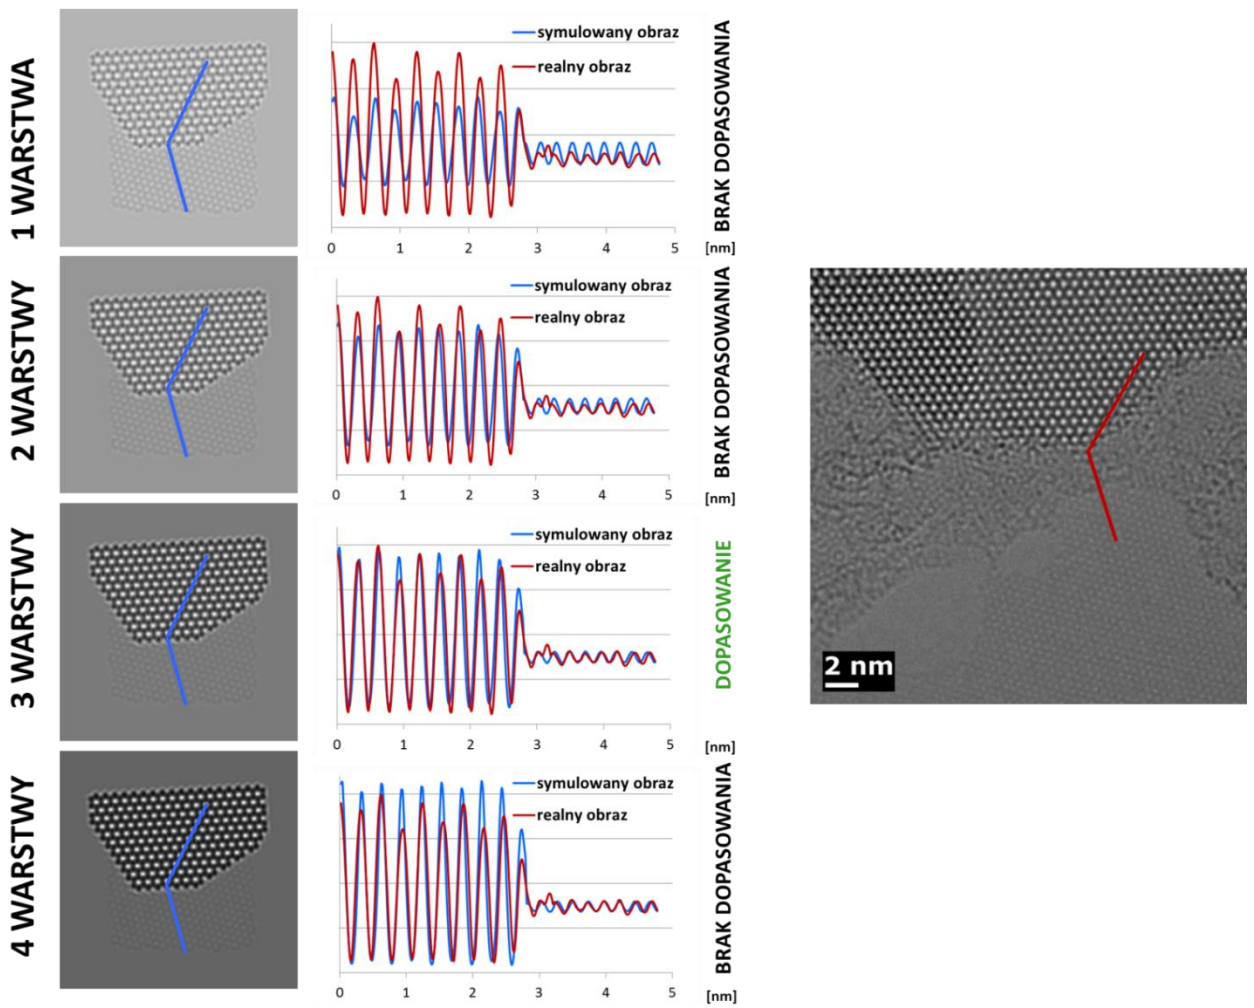 1 WARSTWA
symulowany obraz
realny obraz
0 1 2 3 4 5 [nm]
BRAK DOPASOWANIA
2 WARSTWY
symulowany obraz
realny obraz
0 1 2 3 4 5 [nm]
BRAK DOPASOWANIA
3 WARSTWY
symulowany obraz
realny obraz
0 1 2 3 4 5 [nm]
DOPASOWANIE
4 WARSTWY
symulowany obraz
realny obraz
0 1 2 3 4 5 [nm]
BRAK DOPASOWANIA
2 nm